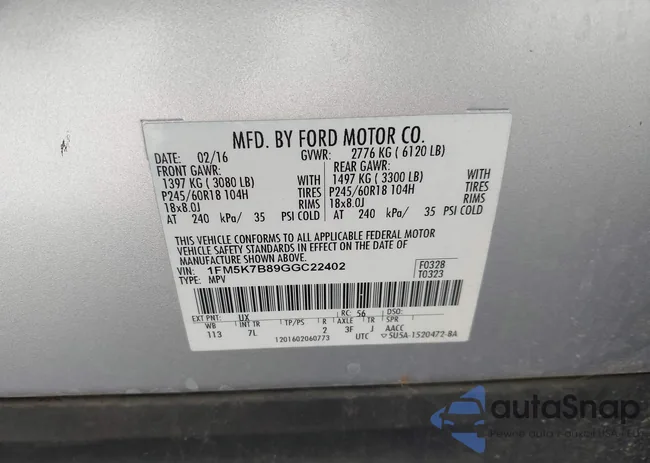 MFD. BY FORD MOTOR CO.
02/16 GVWR: 2776 KG ( 6120 LB)
FRONT GAWR: REAR GAWR:
1397 KG ( 3080 LB) WITH 1497 KG ( 3300 LB) WITH
P245/60R18 104H TIRES P245/60R18 104H TIRES
18x8.0J RIMS 18x8.0J RIMS
AT 240 kPa/ 35 PSI COLD AT 240 kPa/ 35 PSI COLD
THIS VEHICLE CONFORMS TO ALL APPLICABLE FEDERAL MOTOR
VEHICLE SAFETY STANDARDS IN EFFECT ON THE DATE OF
MANUFACTURE SHOWN ABOVE.
VIN: 1FM5K7B89GGC22402 F0328
TYPE: MPV T0323
EXT PNT: UX RC: 56 DSO:
WB INT TR TP/PS R AXLE TR SPR
113 7L 2 3F J AACC
1201602060773 UTC SU5A-1520472-8A
autoSnap